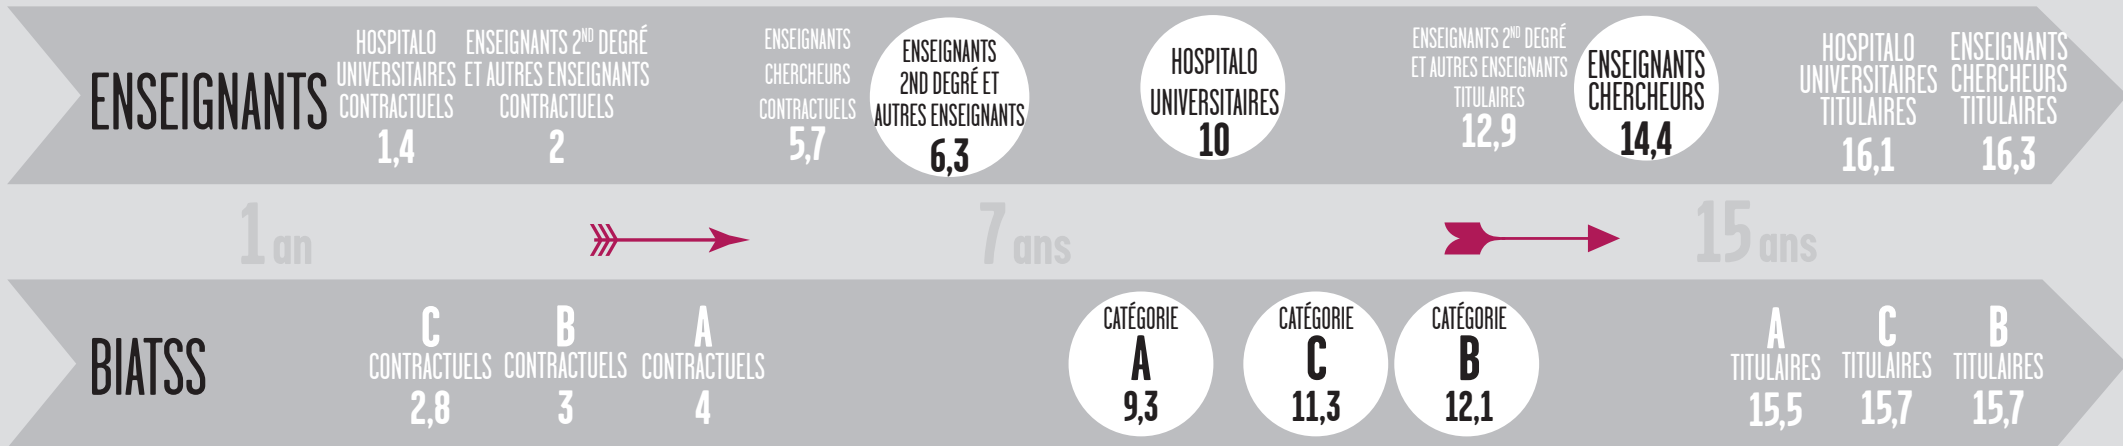 ENSEIGNANTS
HOSPITALO
UNIVERSITAIRES
CONTRACTUELS
1,4
ENSEIGNANTS 2ND DEGRÉ
ET AUTRES ENSEIGNANTS
CONTRACTUELS
2
ENSEIGNANTS
CHERCHEURS
CONTRACTUELS
5,7
ENSEIGNANTS
2ND DEGRÉ ET
AUTRES ENSEIGNANTS
6,3
HOSPITALO
UNIVERSITAIRES
10
ENSEIGNANTS 2ND DEGRÉ
ET AUTRES ENSEIGNANTS
TITULAIRES
12,9
ENSEIGNANTS
CHERCHEURS
14,4
HOSPITALO
UNIVERSITAIRES
TITULAIRES
16,1
ENSEIGNANTS
CHERCHEURS
TITULAIRES
16,3
1 an
7 ans
15 ans
BIATSS
C
CONTRACTUELS
2,8
B
CONTRACTUELS
3
A
CONTRACTUELS
4
CATÉGORIE
A
9,3
CATÉGORIE
C
11,3
CATÉGORIE
B
12,1
A
TITULAIRES
15,5
C
TITULAIRES
15,7
B
TITULAIRES
15,7